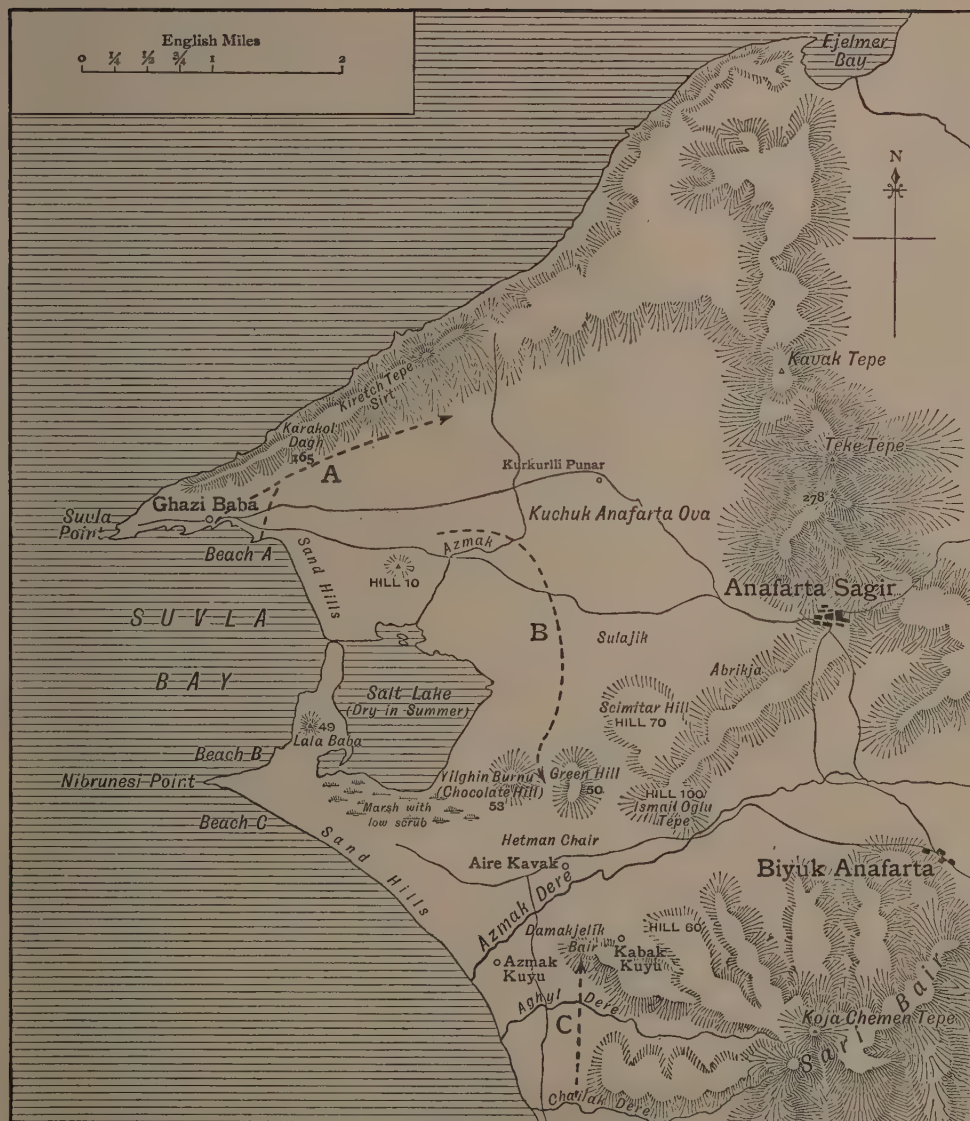 English Miles
0 ¼ ½ ¾ 1 2
Ejelmer
Bay
N
Kavak Tepe
Kiretch Tepe
Sirt
Karakol
Dagh
165
Teke Tepe
278
A
Kurkurlli Punar
Ghazi Baba
Suvla
Point
Kuchuk Anafarta Ova
Beach A
Azmak
Sand Hills
HILL 10
Anafarta Sagir
SUVLA
BAY
B
Sulajik
Abrikja
Salt Lake
(Dry in Summer)
Scimitar Hill
HILL 70
49
Lala Baba
Beach B
Nibrunesi Point
Yilghin Burnu
(Chocolate Hill)
53
Green Hill
50
HILL 100
Ismail Oglu
Tepe
Marsh with
low scrub
Beach C
Sand Hills
Hetman Chair
Aire Kavak
Biyuk Anafarta
Azmak Dere
Damakjelik
Bair
HILL 60
Kabak
Kuyu
Azmak
Kuyu
Aghyl Dere
C
Koja Chemen Tepe
Sari Bair
Chailak Dere